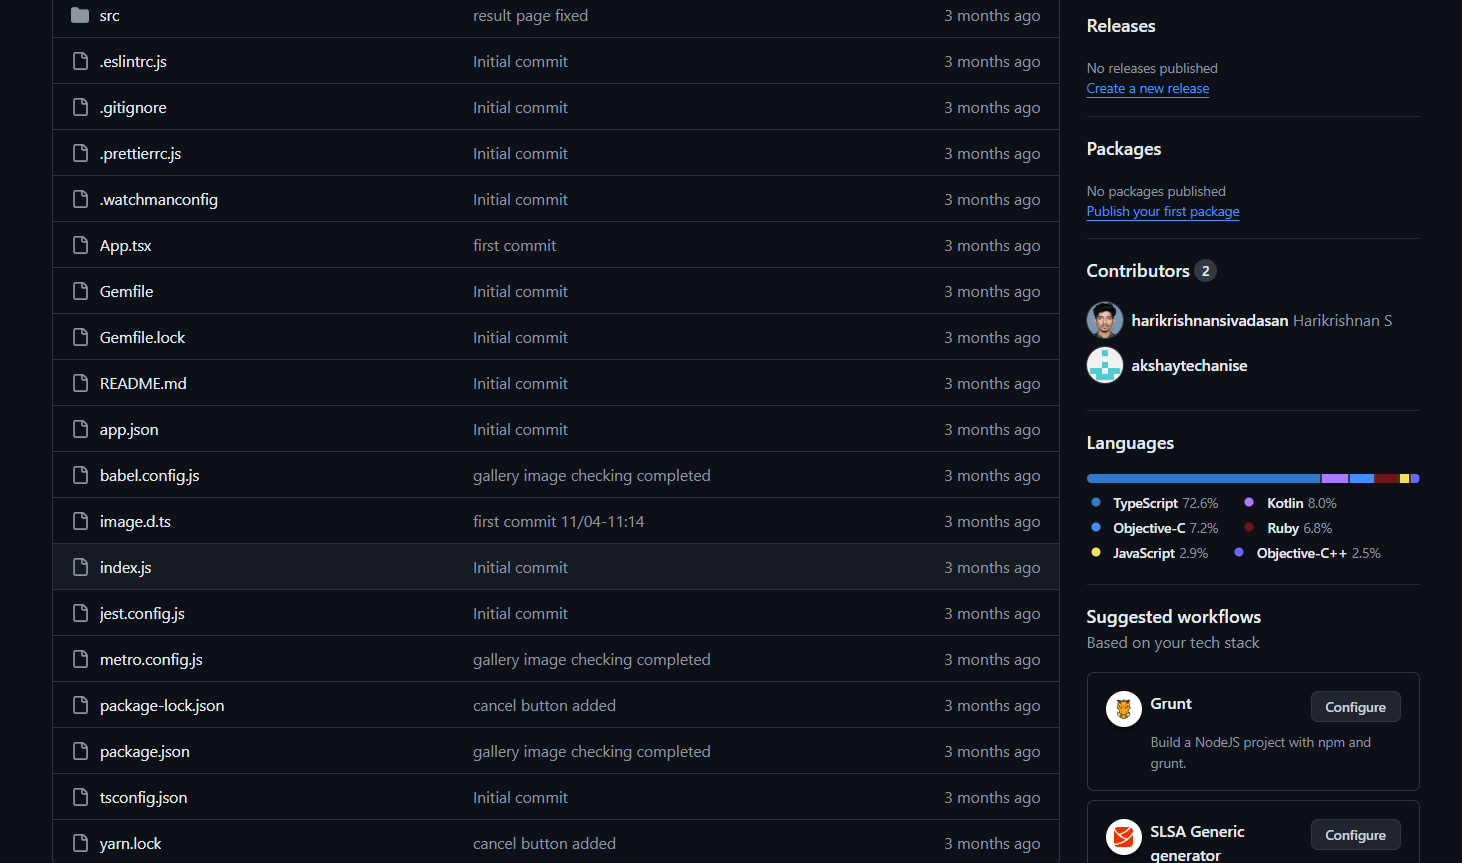 src result page fixed 3 months ago
.eslintrc.js Initial commit 3 months ago
.gitignore Initial commit 3 months ago
.prettierrc.js Initial commit 3 months ago
.watchmanconfig Initial commit 3 months ago
App.tsx first commit 3 months ago
Gemfile Initial commit 3 months ago
Gemfile.lock Initial commit 3 months ago
README.md Initial commit 3 months ago
app.json Initial commit 3 months ago
babel.config.js gallery image checking completed 3 months ago
image.d.ts first commit 11/04-11:14 3 months ago
index.js Initial commit 3 months ago
jest.config.js Initial commit 3 months ago
metro.config.js gallery image checking completed 3 months ago
package-lock.json cancel button added 3 months ago
package.json gallery image checking completed 3 months ago
tsconfig.json Initial commit 3 months ago
yarn.lock cancel button added 3 months ago
Releases
No releases published
Create a new release
Packages
No packages published
Publish your first package
Contributors 2
harikrishnansivadasan Harikrishnan S
akshaytechanise
Languages
TypeScript 72.6% Kotlin 8.0%
Objective-C 7.2% Ruby 6.8%
JavaScript 2.9% Objective-C++ 2.5%
Suggested workflows
Based on your tech stack
Grunt Configure
Build a NodeJS project with npm and
grunt.
SLSA Generic Configure
generator